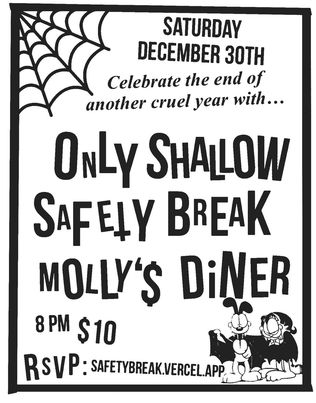 SATURDAY
DECEMBER 30TH
Celebrate the end of
another cruel year with...
ONLY SHALLOW
SAFETY BREAK
MOLLY'$ DiNER
8 PM $10
RSVP: SAFETYBREAK.VERCEL.APP